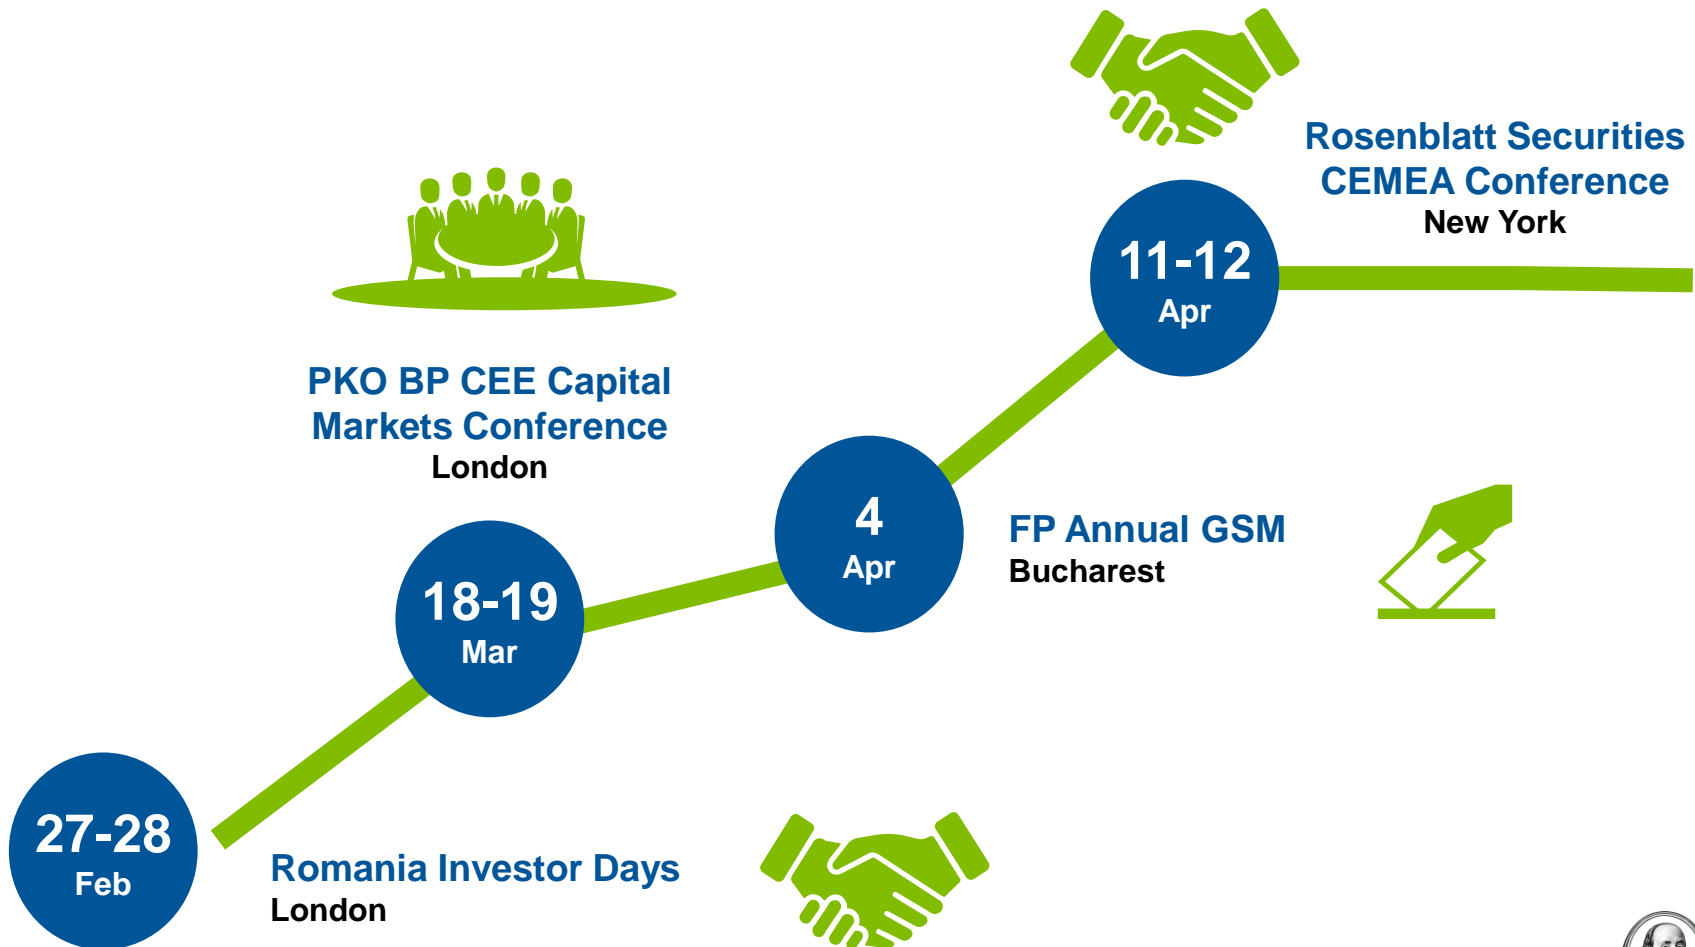 Rosenblatt Securities
CEMEA Conference
New York
11-12
Apr
PKO BP CEE Capital
Markets Conference
London
4
Apr
FP Annual GSM
Bucharest
18-19
Mar
27-28
Feb
Romania Investor Days
London